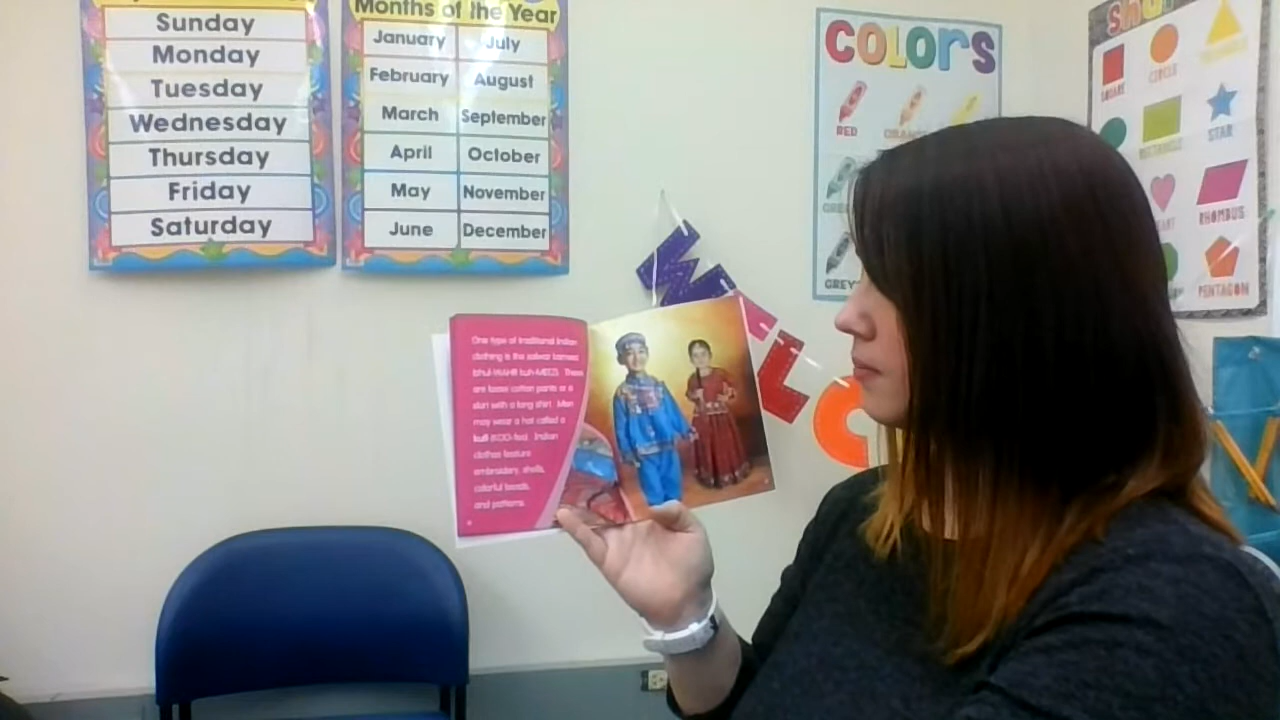 Sunday
Monday
Tuesday
Wednesday
Thursday
Friday
Saturday
Months of the Year
January July
February August
March September
April October
May November
June December
COLORS
RED ORANGE
GREY
SQUARE CIRCLE
RECTANGLE STAR
RHOMBUS
PENTAGON
W
L
C
One type of traditional Indian
clothing is the salwar kameez
These
are loose cotton pants or a
skirt with a long shirt. Men
may wear a hat called a
kufi (KOO-fee). Indian
clothes feature
embroidery, shells,
colorful beads,
and patterns.